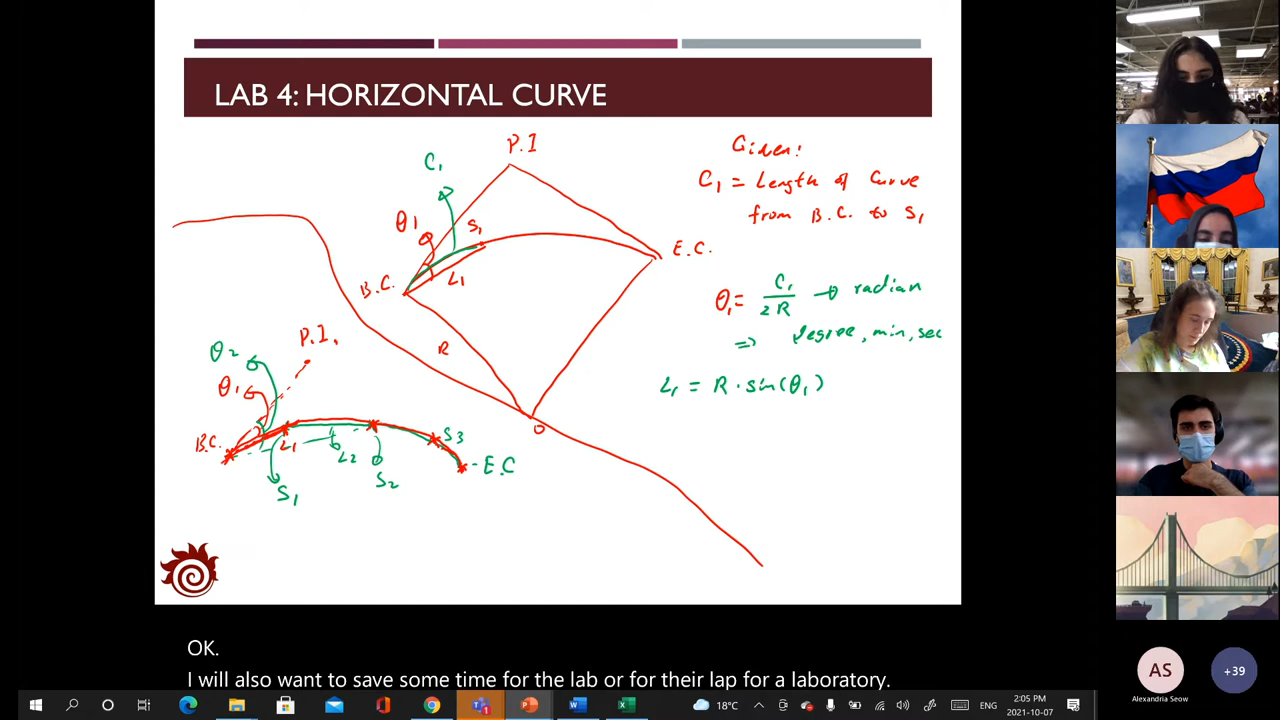 LAB 4: HORIZONTAL CURVE
P.I
C₁
θ1
S₁
L₁
B.C.
E.C.
R
O
Given:
C₁ = Length of Curve
from B.C. to S₁
θ₁ = C₁/2R → radian
⇒ degree, min, sec
L₁ = R·sin(θ₁)
P.I.
θ2
θ1
B.C.
L₁
L2
S3
E.C
S₁
S2
OK.
I will also want to save some time for the lab or for their lap for a laboratory.
AS
Alexandria Seow
+39
18°C
ENG
2:05 PM
2021-10-07